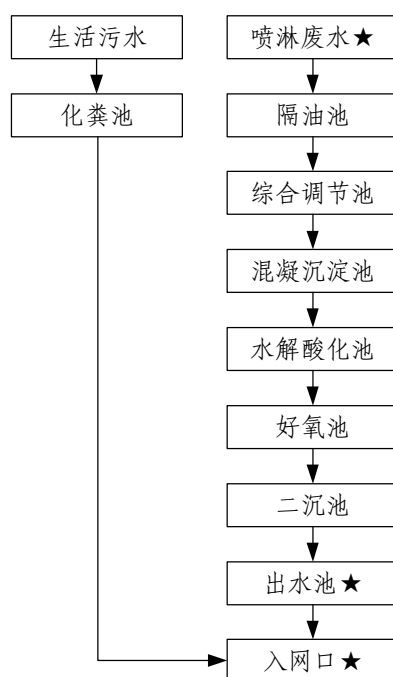 生活污水
喷淋废水★
化粪池
隔油池
综合调节池
混凝沉淀池
水解酸化池
好氧池
二沉池
出水池★
入网口★